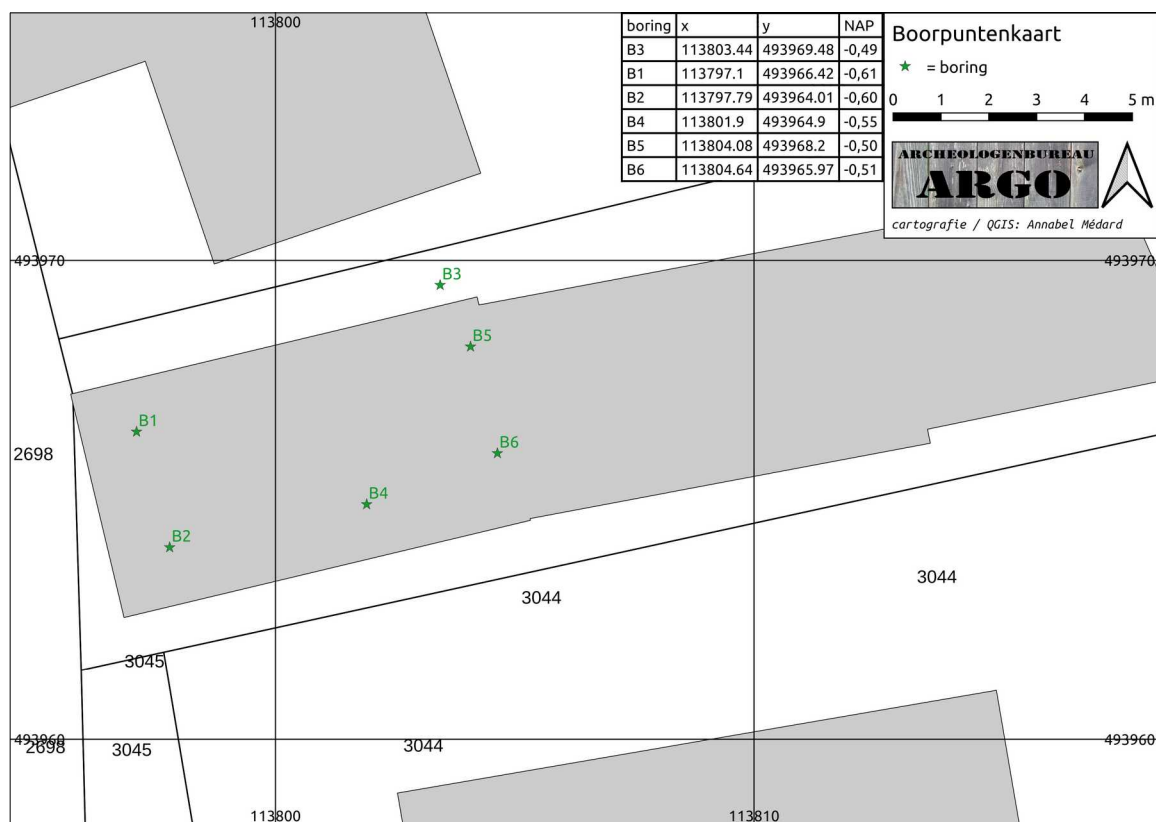 113800
boring x y NAP
B3 113803.44 493969.48 -0,49
B1 113797.1 493966.42 -0,61
B2 113797.79 493964.01 -0,60
B4 113801.9 493964.9 -0,55
B5 113804.08 493968.2 -0,50
B6 113804.64 493965.97 -0,51
Boorpuntenkaart
= boring
0 1 2 3 4 5 m
ARCHEOLOGENBUREAU
ARGO
cartografie / QGIS: Annabel Médard
493970 493970
B3
B5
B1
B6
2698
B4
B2
3044
3044
3045
493960 493960
2698 3045 3044
113800 113810